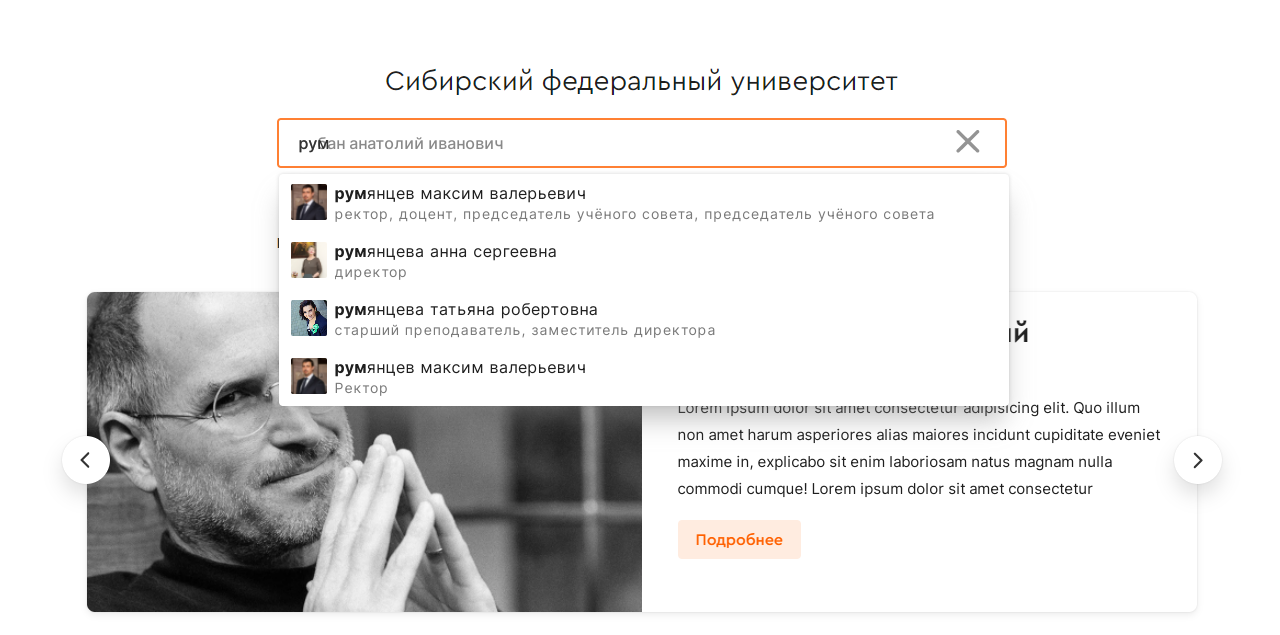 Сибирский федеральный университет
рум бан анатолий иванович
румянцев максим валерьевич
ректор, доцент, председатель учёного совета, председатель учёного совета
румянцева анна сергеевна
директор
румянцева татьяна робертовна
старший преподаватель, заместитель директора
румянцев максим валерьевич
Ректор
ий
Lorem ipsum dolor sit amet consectetur adipisicing elit. Quo illum
non amet harum asperiores alias maiores incidunt cupiditate eveniet
maxime in, explicabo sit enim laboriosam natus magnam nulla
commodi cumque! Lorem ipsum dolor sit amet consectetur
Подробнее